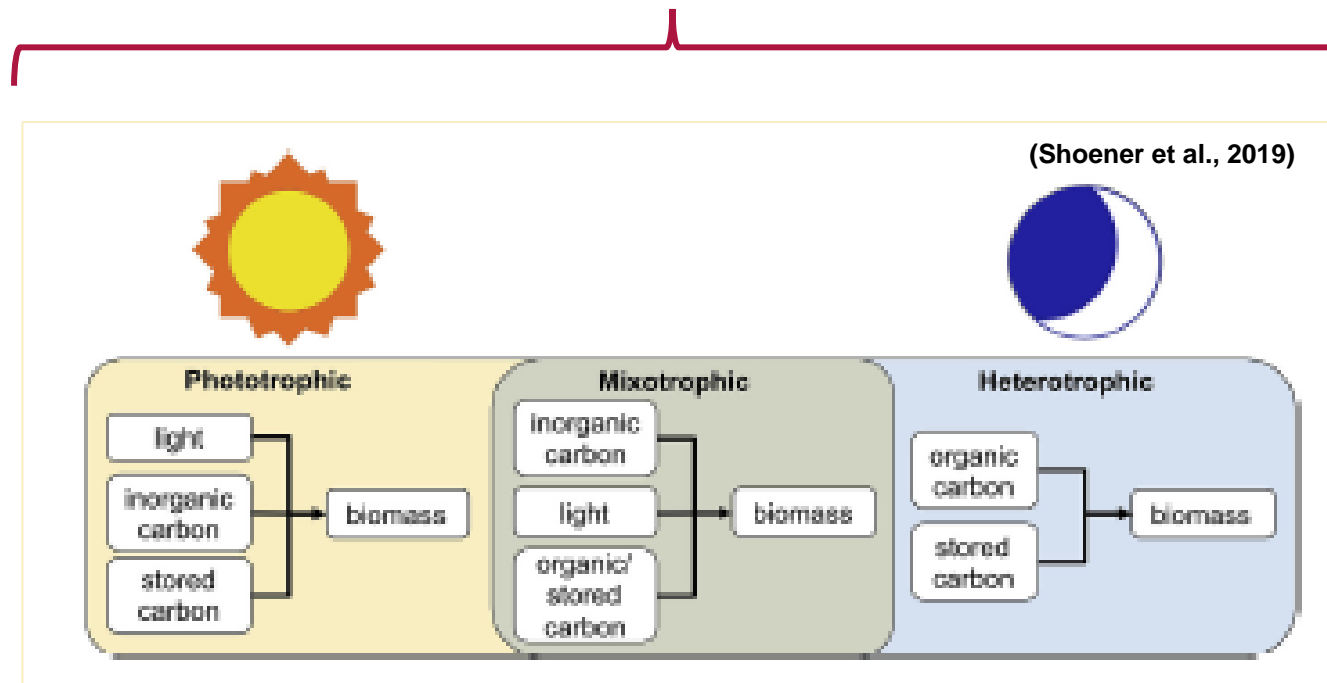 (Shoener et al., 2019)
Phototrophic
light
inorganic
carbon
stored
carbon
biomass
Mixotrophic
inorganic
carbon
light
organic/
stored
carbon
biomass
Heterotrophic
organic
carbon
stored
carbon
biomass